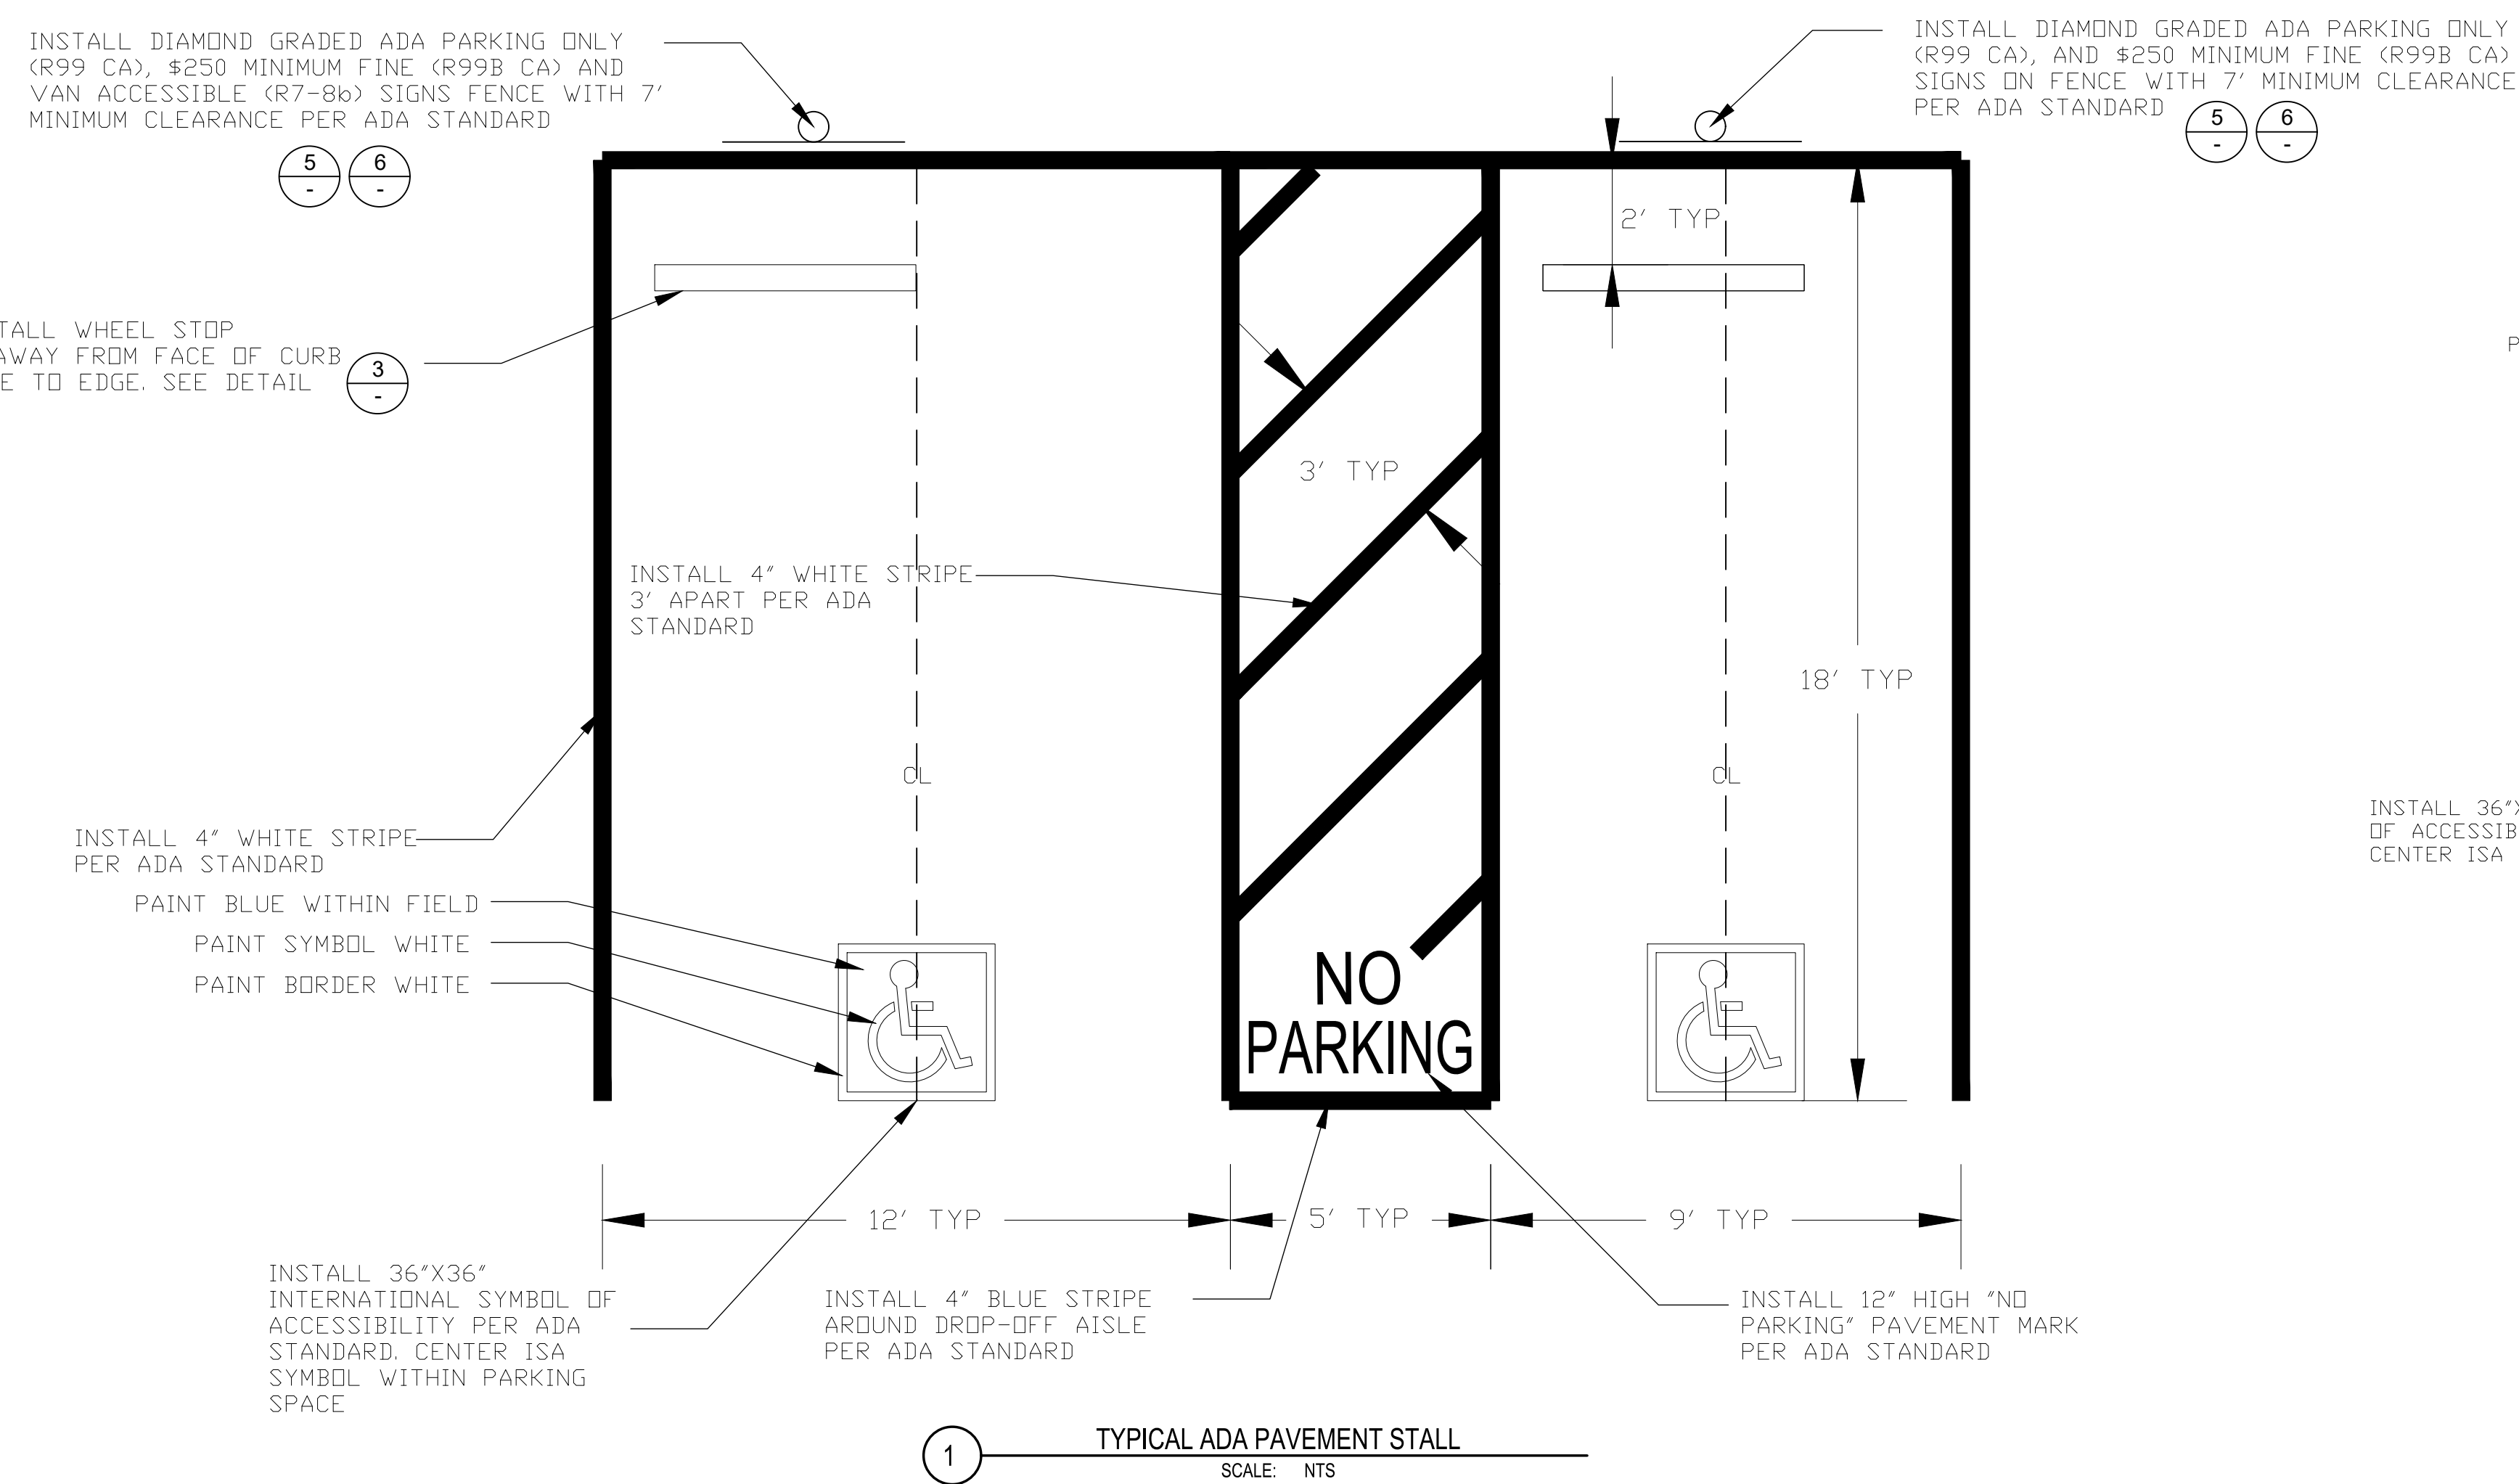 INSTALL DIAMOND GRADED ADA PARKING ONLY
(R99 CA), $250 MINIMUM FINE (R99B CA) AND
VAN ACCESSIBLE (R7-8b) SIGNS FENCE WITH 7'
MINIMUM CLEARANCE PER ADA STANDARD
5
-
6
-
INSTALL DIAMOND GRADED ADA PARKING ONLY
(R99 CA), AND $250 MINIMUM FINE (R99B CA)
SIGNS ON FENCE WITH 7' MINIMUM CLEARANCE
PER ADA STANDARD
5
-
6
-
2' TYP
WHEEL STOP
AWAY FROM FACE OF CURB
TO EDGE. SEE DETAIL
3
-
P
3' TYP
INSTALL 4" WHITE STRIPE
3' APART PER ADA
STANDARD
18' TYP
CL
CL
INSTALL 4" WHITE STRIPE
PER ADA STANDARD
INSTALL 36"X
OF ACCESSIB
CENTER ISA
PAINT BLUE WITHIN FIELD
PAINT SYMBOL WHITE
PAINT BORDER WHITE
NO
PARKING
12' TYP
5' TYP
9' TYP
INSTALL 36"X36"
INTERNATIONAL SYMBOL OF
ACCESSIBILITY PER ADA
STANDARD. CENTER ISA
SYMBOL WITHIN PARKING
SPACE
INSTALL 4" BLUE STRIPE
AROUND DROP-OFF AISLE
PER ADA STANDARD
INSTALL 12" HIGH "NO
PARKING" PAVEMENT MARK
PER ADA STANDARD
1
TYPICAL ADA PAVEMENT STALL
SCALE: NTS